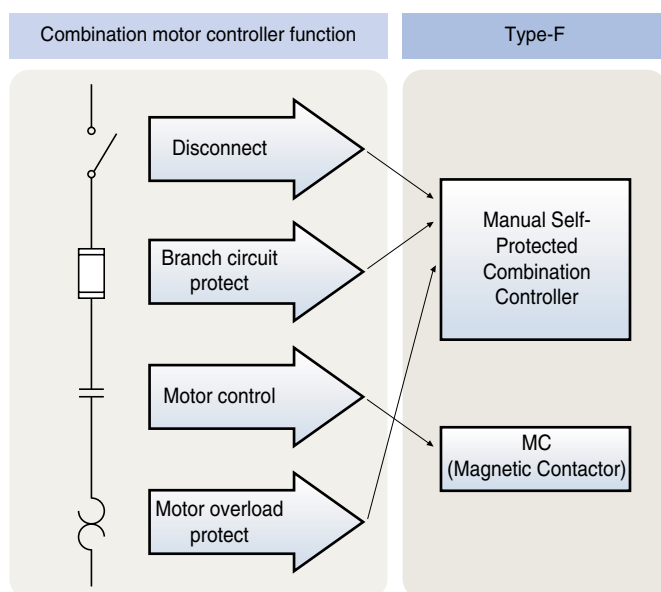 Combination motor controller function
Type-F
Disconnect
Branch circuit
protect
Motor control
Motor overload
protect
Manual Self-
Protected
Combination
Controller
MC
(Magnetic Contactor)